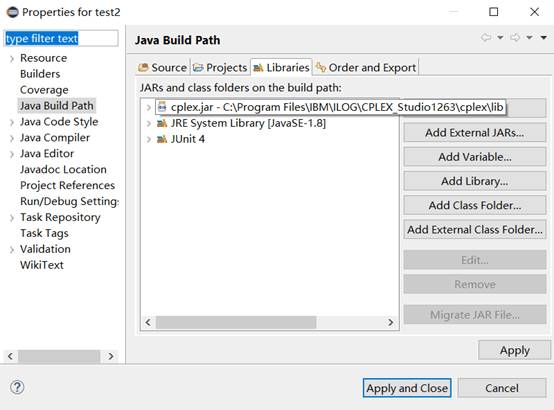 Properties for test2
type filter text
Resource
Builders
Coverage
Java Build Path
Java Code Style
Java Compiler
Java Editor
Javadoc Location
Project References
Run/Debug Setting
Task Repository
Task Tags
Validation
WikiText
Java Build Path
Source
Projects
Libraries
Order and Export
JARs and class folders on the build path:
cplex.jar - C:\Program Files\IBM\ILOG\CPLEX_Studio1263\cplex\lib
JRE System Library [JavaSE-1.8]
JUnit 4
Add External JARs...
Add Variable...
Add Library...
Add Class Folder...
Add External Class Folder...
Edit...
Remove
Migrate JAR File...
Apply
Apply and Close
Cancel